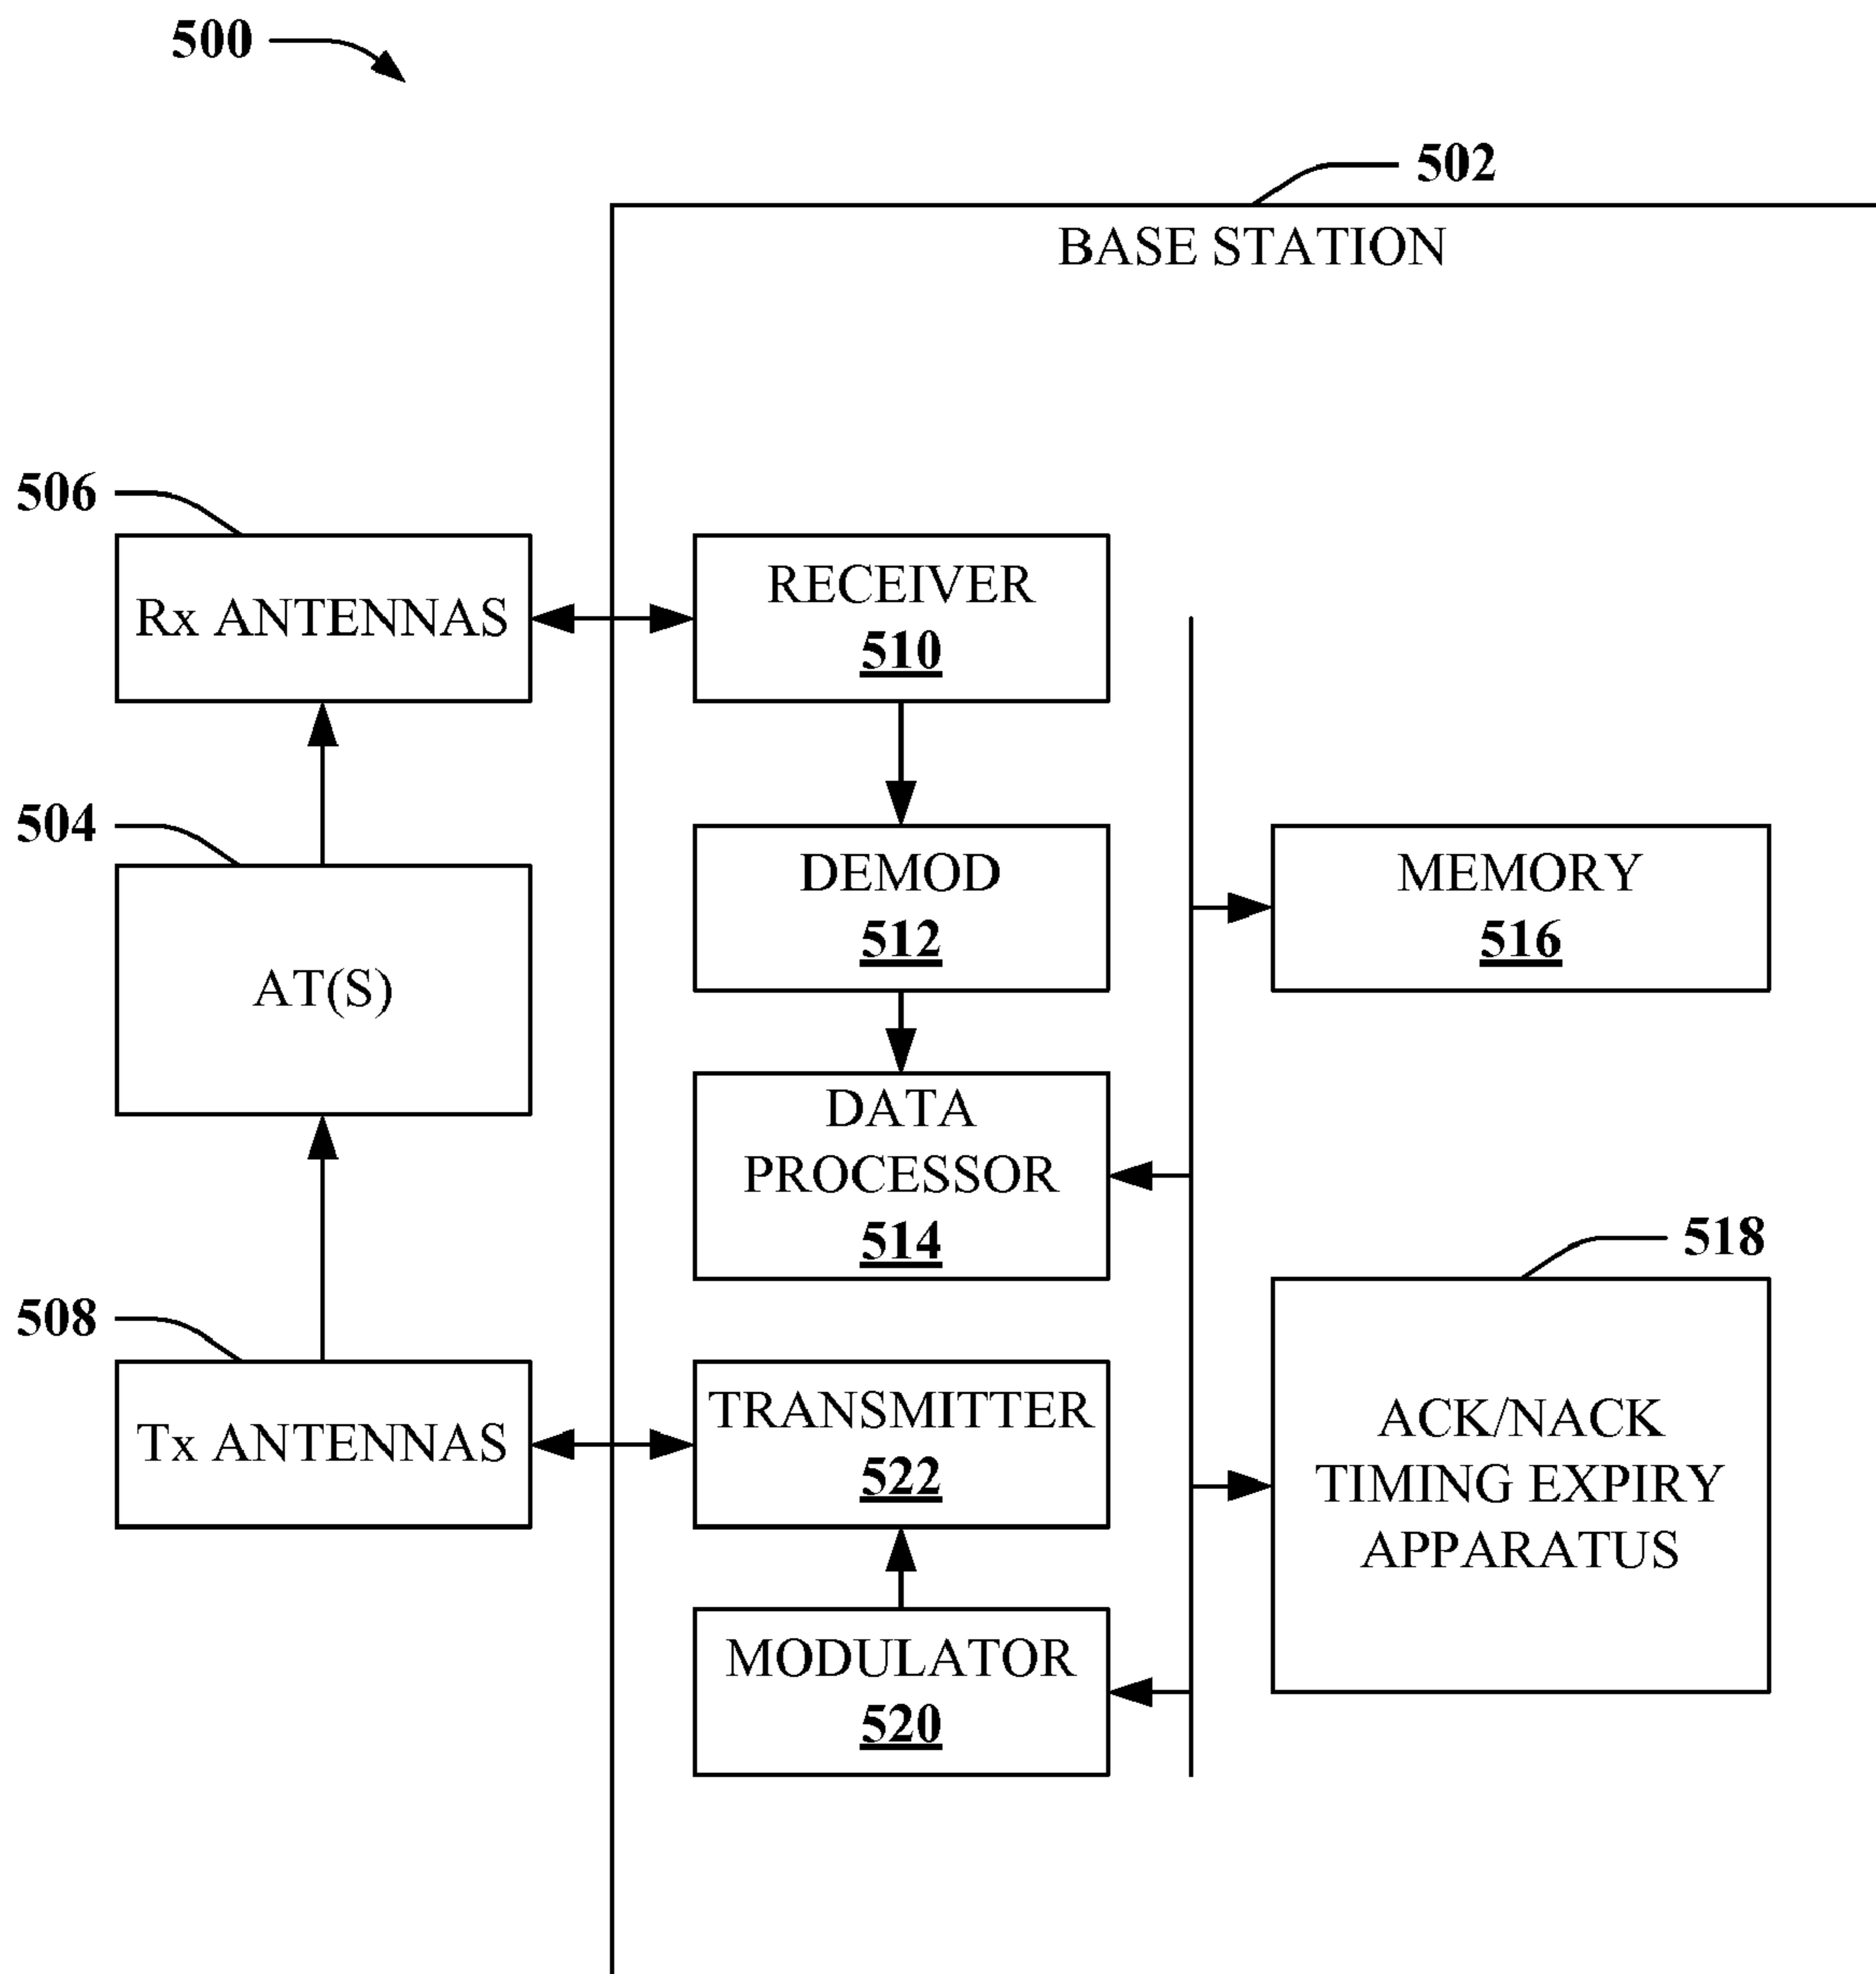 500
502
BASE STATION
506
Rx ANTENNAS
RECEIVER
510
504
AT(S)
DEMOD
512
MEMORY
516
DATA
PROCESSOR
514
518
508
Tx ANTENNAS
TRANSMITTER
522
ACK/NACK
TIMING EXPIRY
APPARATUS
MODULATOR
520